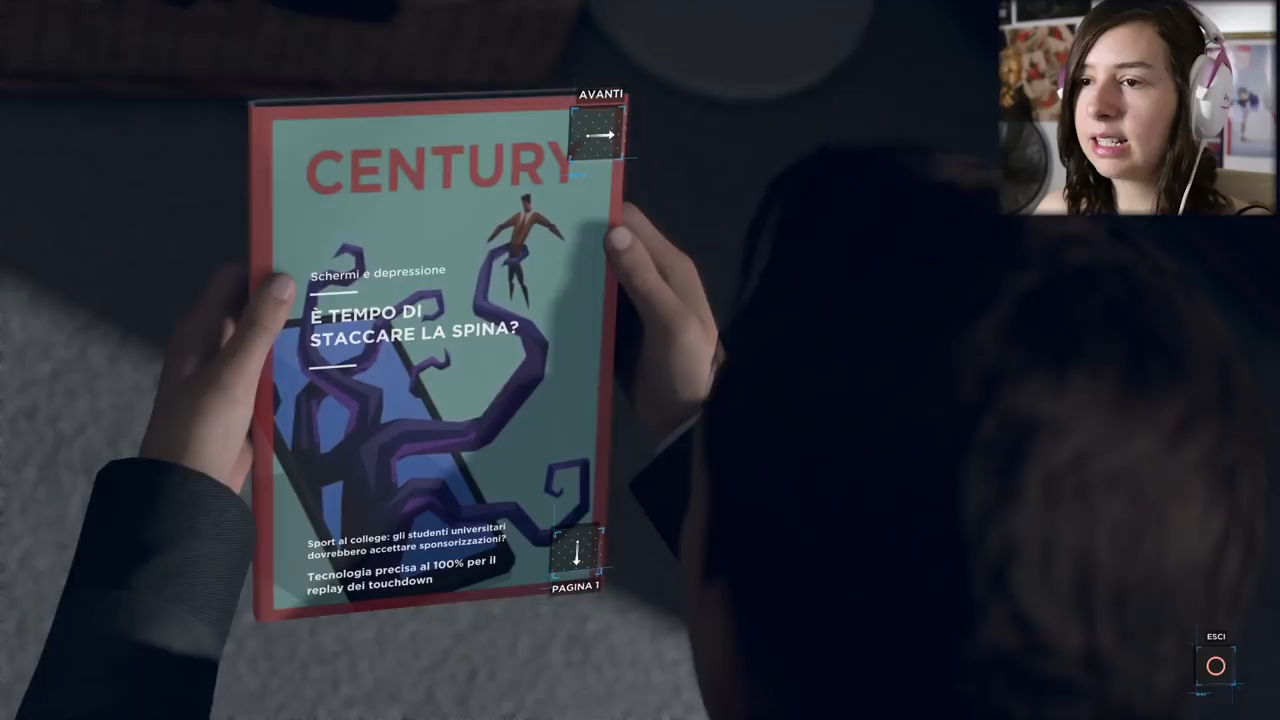 AVANTI
CENTURY
Schermi e depressione
È TEMPO DI
STACCARE LA SPINA?
Sport al college: gli studenti universitari
dovrebbero accettare sponsorizzazioni?
Tecnologia precisa al 100% per il
replay dei touchdown
PAGINA 1
ESCI